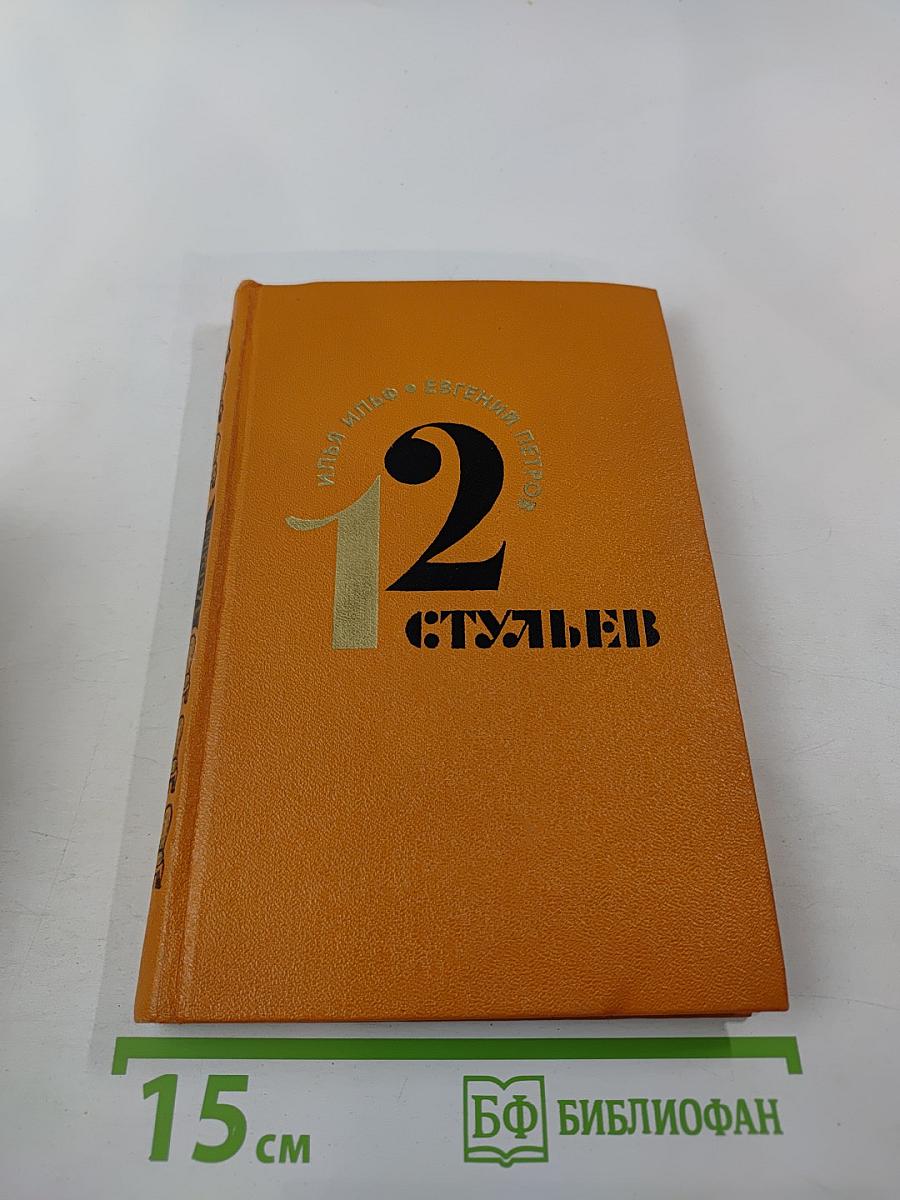 ИЛЬЯ ИЛЬФ • ЕВГЕНИЙ ПЕТРОВ
12
СТУЛЬЕВ
15 см
БФ БИБЛИОФАН